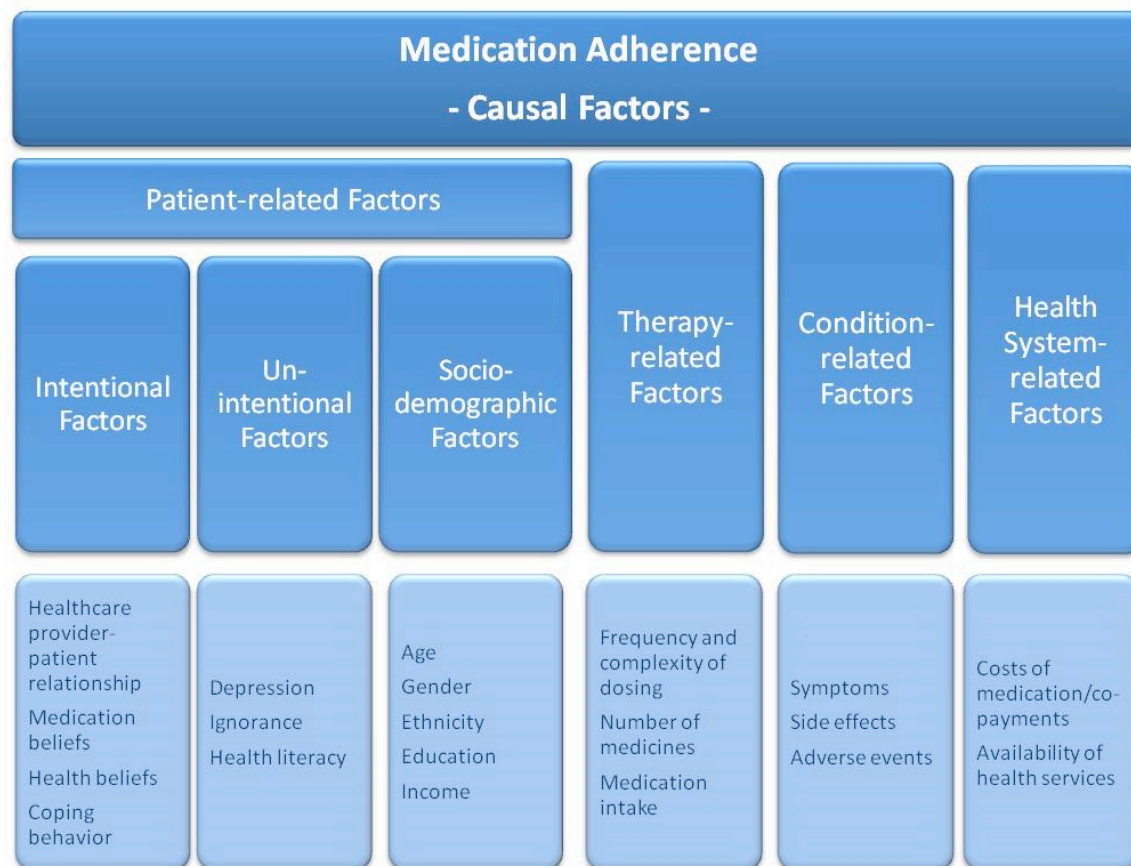 Medication Adherence
- Causal Factors -
Patient-related Factors
Intentional
Factors
Un-
intentional
Factors
Socio-
demographic
Factors
Therapy-
related
Factors
Condition-
related
Factors
Health
System-
related
Factors
Healthcare
provider-
patient
relationship
Medication
beliefs
Health beliefs
Coping
behavior
Depression
Ignorance
Health literacy
Age
Gender
Ethnicity
Education
Income
Frequency and
complexity of
dosing
Number of
medicines
Medication
intake
Symptoms
Side effects
Adverse events
Costs of
medication/co-
payments
Availability of
health services